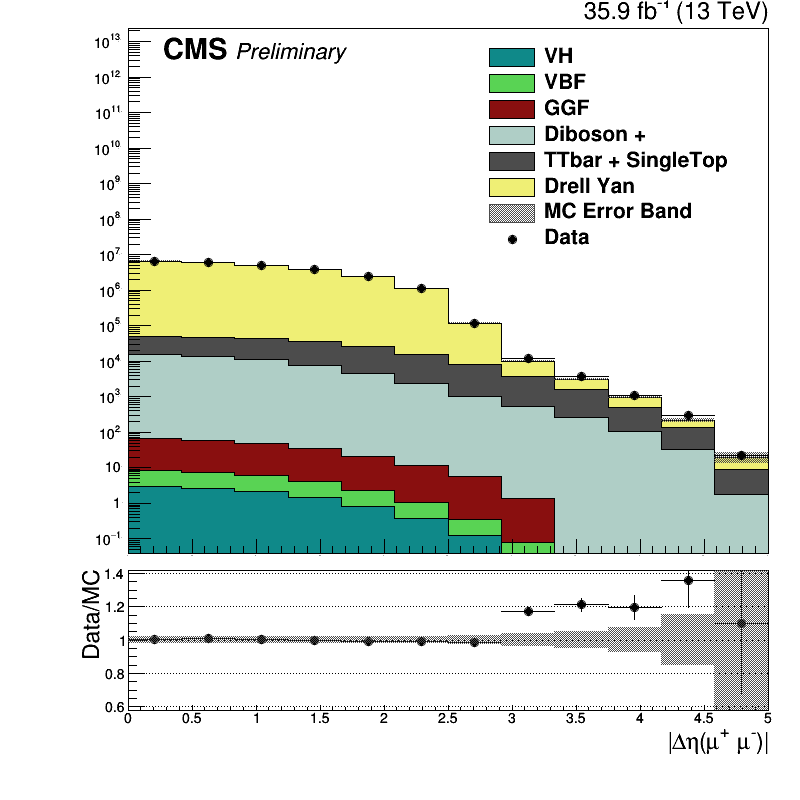 35.9 fb⁻¹ (13 TeV)
CMS Preliminary
VH
VBF
GGF
Diboson +
TTbar + SingleTop
Drell Yan
MC Error Band
Data
10¹³
10¹²
10¹¹
10¹⁰
10⁹
10⁸
10⁷
10⁶
10⁵
10⁴
10³
10²
10
1
10⁻¹
Data/MC
1.4
1.2
1
0.8
0.6
0 0.5 1 1.5 2 2.5 3 3.5 4 4.5 5
|Δη(μ⁺ μ⁻)|